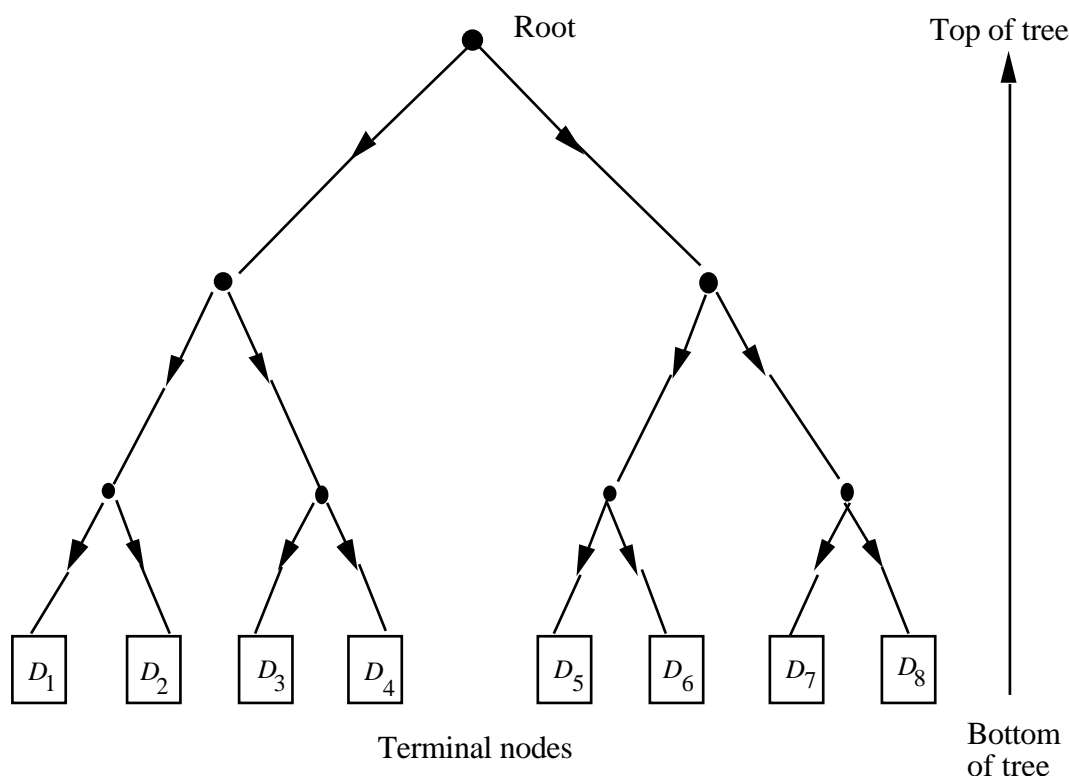 Root
Top of tree
D1 D2 D3 D4 D5 D6 D7 D8
Terminal nodes
Bottom
of tree